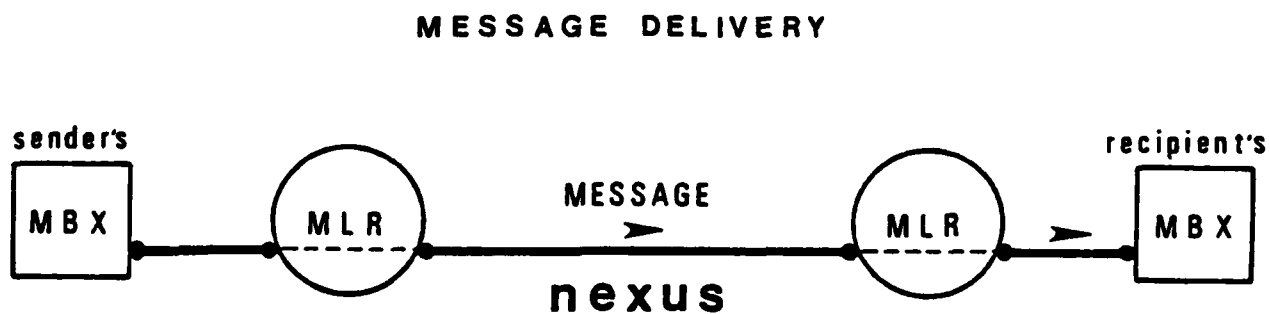 MESSAGE DELIVERY
sender's
recipient's
MBX
MLR
MESSAGE
MLR
MBX
nexus